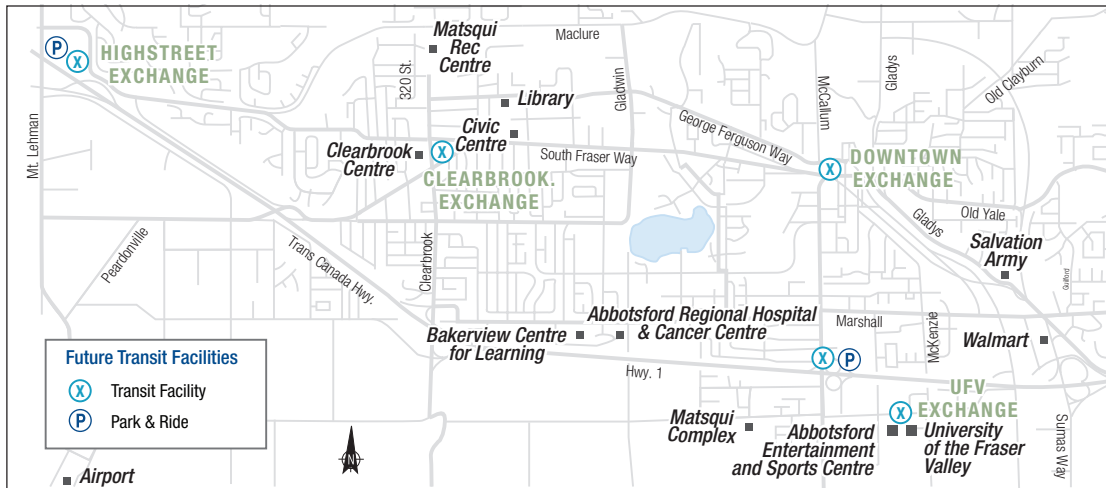 Maclure
Matsqui
Rec
Centre
320 St.
Gladwin
McCallum
Gladys
Old Clayburn
P
X
HIGHSTREET
EXCHANGE
Mt. Lehman
Library
Civic
Centre
Clearbrook
Centre
X
CLEARBROOK.
EXCHANGE
South Fraser Way
George Ferguson Way
X
DOWNTOWN
EXCHANGE
Gladys
Old Yale
Salvation
Army
Guilford
Peardonville
Trans Canada Hwy.
Clearbrook
Bakerview Centre
for Learning
Abbotsford Regional Hospital
& Cancer Centre
Marshall
McKenzie
Walmart
X
P
Hwy. 1
UFV
EXCHANGE
X
Matsqui
Complex
Abbotsford
Entertainment
and Sports Centre
University
of the Fraser
Valley
Sumas Way
Future Transit Facilities
X Transit Facility
P Park & Ride
N
Airport